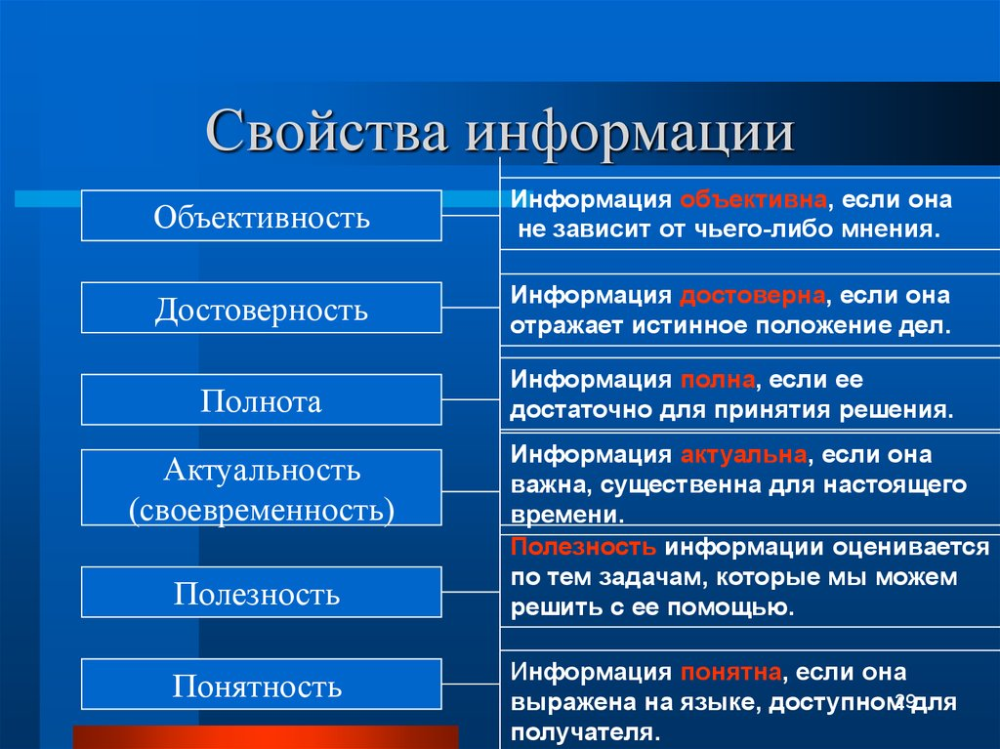 Свойства информации
Объективность
Информация объективна, если она
не зависит от чьего-либо мнения.
Достоверность
Информация достоверна, если она
отражает истинное положение дел.
Полнота
Информация полна, если ее
достаточно для принятия решения.
Актуальность
(своевременность)
Информация актуальна, если она
важна, существенна для настоящего
времени.
Полезность
Полезность информации оценивается
по тем задачам, которые мы можем
решить с ее помощью.
Понятность
Информация понятна, если она
выражена на языке, доступном для
получателя.
29